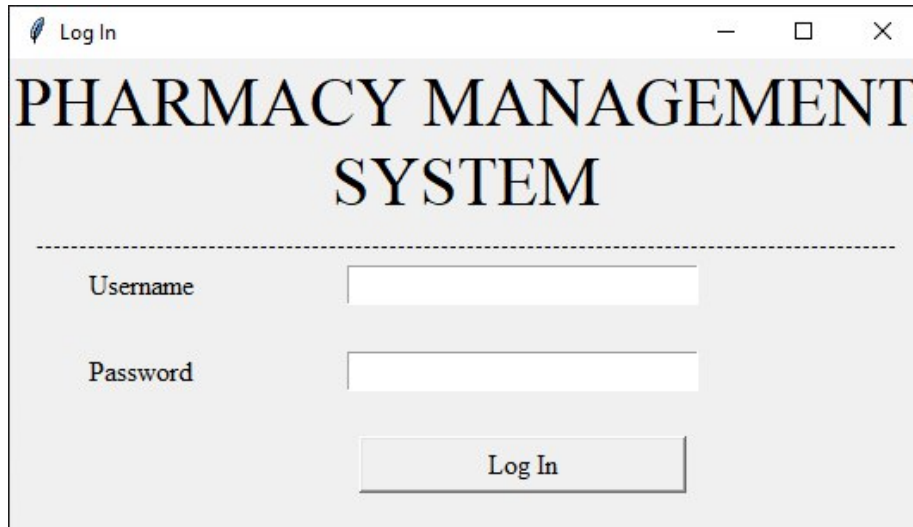 Log In
PHARMACY MANAGEMENT
SYSTEM
--------------------------------------------------------------------------------------------
Username
Password
Log In